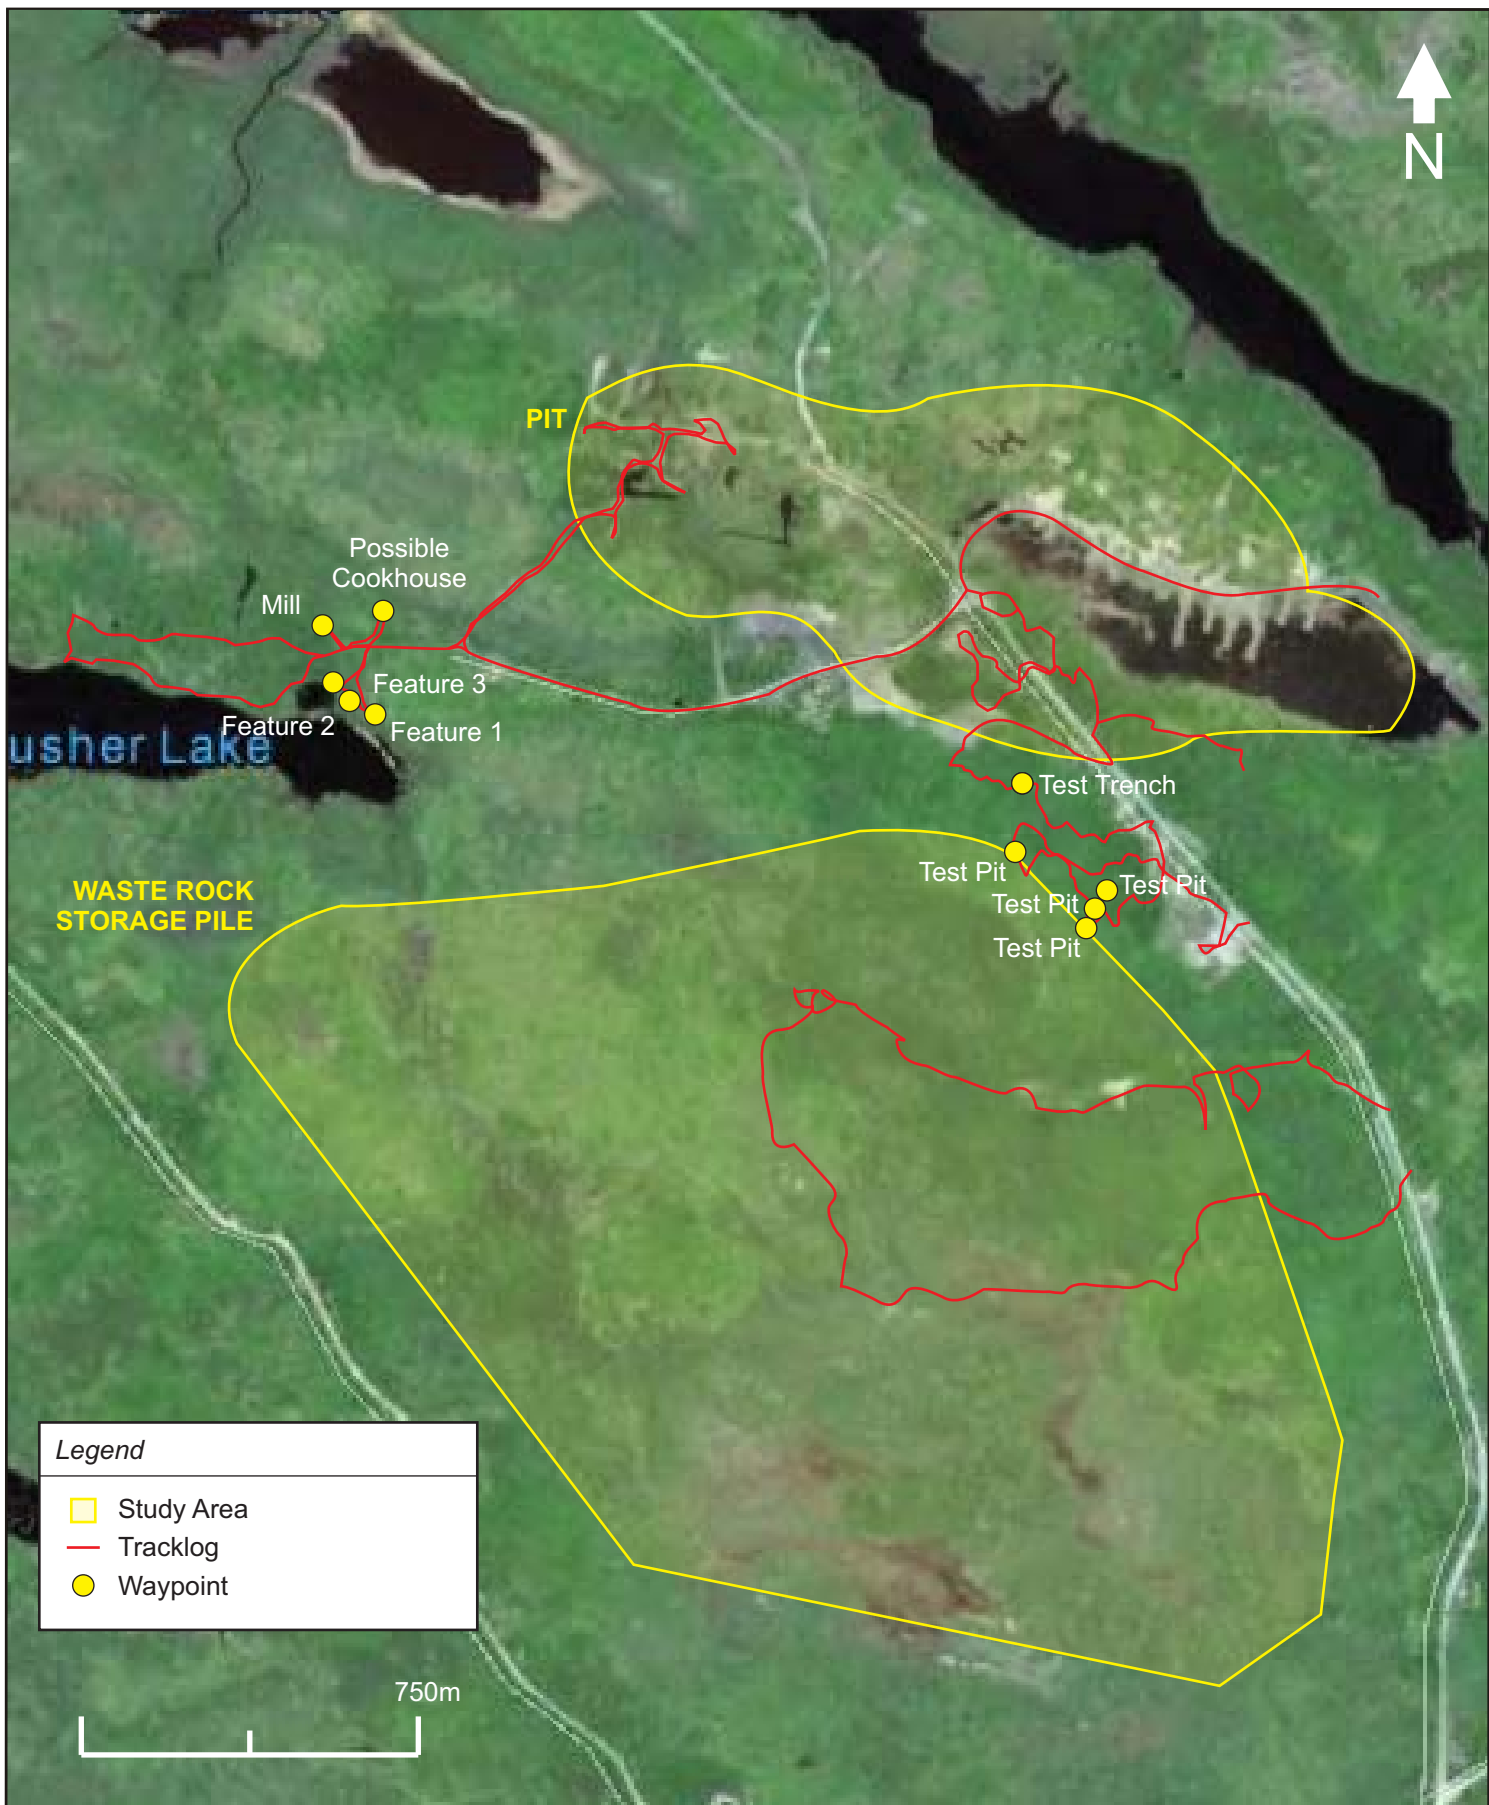 N
PIT
Possible
Cookhouse
Mill
Feature 3
Feature 2
Feature 1
usher Lake
Test Trench
Test Pit
Test Pit
Test Pit
Test Pit
WASTE ROCK
STORAGE PILE
Legend
Study Area
Tracklog
Waypoint
750m